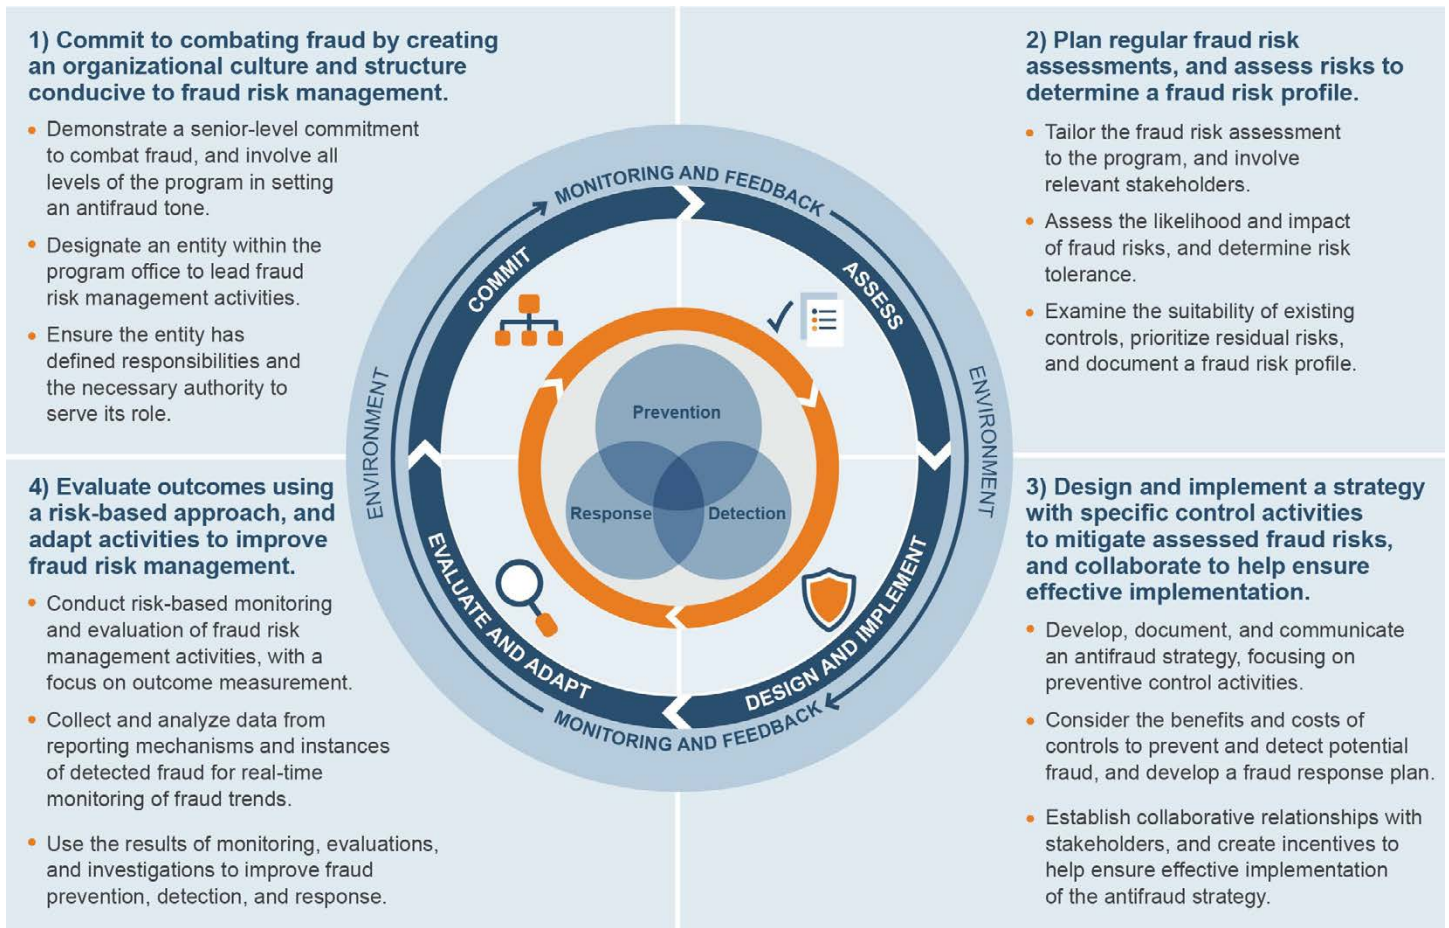 1) Commit to combating fraud by creating
an organizational culture and structure
conducive to fraud risk management.
• Demonstrate a senior-level commitment
to combat fraud, and involve all
levels of the program in setting
an antifraud tone.
• Designate an entity within the
program office to lead fraud
risk management activities.
• Ensure the entity has
defined responsibilities and
the necessary authority to
serve its role.
2) Plan regular fraud risk
assessments, and assess risks to
determine a fraud risk profile.
• Tailor the fraud risk assessment
to the program, and involve
relevant stakeholders.
• Assess the likelihood and impact
of fraud risks, and determine risk
tolerance.
• Examine the suitability of existing
controls, prioritize residual risks,
and document a fraud risk profile.
MONITORING AND FEEDBACK
COMMIT
ASSESS
ENVIRONMENT
ENVIRONMENT
Prevention
Response
Detection
EVALUATE AND ADAPT
DESIGN AND IMPLEMENT
MONITORING AND FEEDBACK
4) Evaluate outcomes using
a risk-based approach, and
adapt activities to improve
fraud risk management.
• Conduct risk-based monitoring
and evaluation of fraud risk
management activities, with a
focus on outcome measurement.
• Collect and analyze data from
reporting mechanisms and instances
of detected fraud for real-time
monitoring of fraud trends.
• Use the results of monitoring, evaluations,
and investigations to improve fraud
prevention, detection, and response.
3) Design and implement a strategy
with specific control activities
to mitigate assessed fraud risks,
and collaborate to help ensure
effective implementation.
• Develop, document, and communicate
an antifraud strategy, focusing on
preventive control activities.
• Consider the benefits and costs of
controls to prevent and detect potential
fraud, and develop a fraud response plan.
• Establish collaborative relationships with
stakeholders, and create incentives to
help ensure effective implementation
of the antifraud strategy.